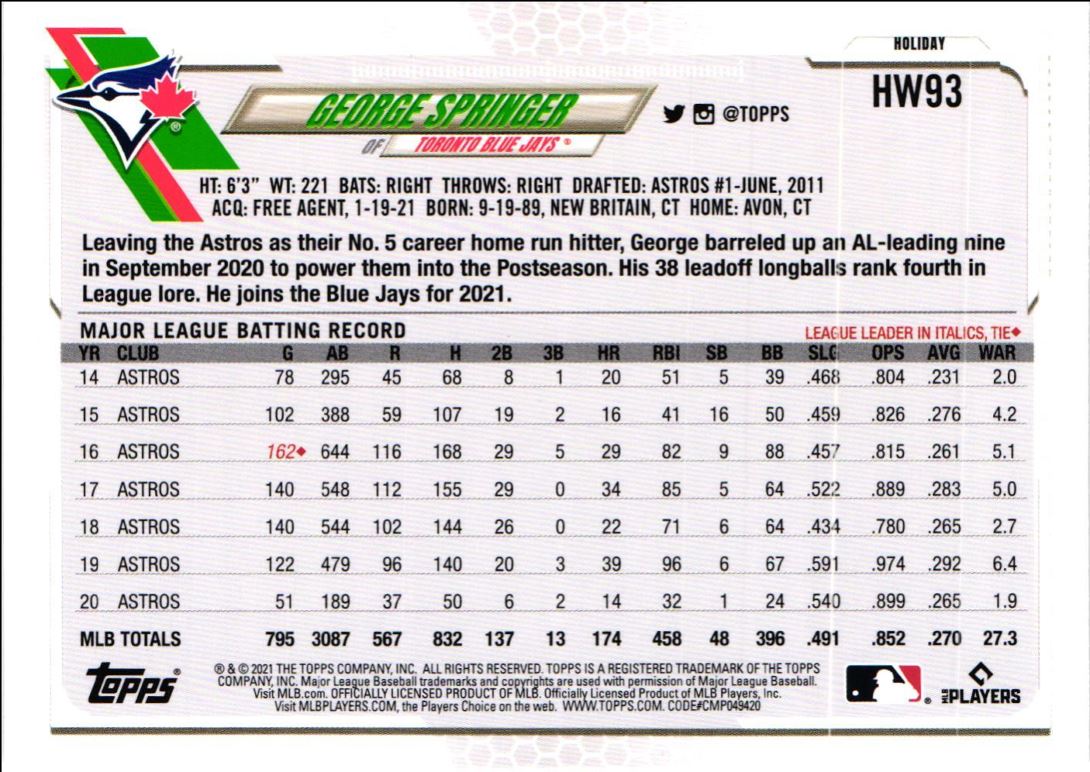 HOLIDAY
HW93
GEORGE SPRINGER
@TOPPS
OF TORONTO BLUE JAYS ®
HT: 6'3" WT: 221 BATS: RIGHT THROWS: RIGHT DRAFTED: ASTROS #1-JUNE, 2011
ACQ: FREE AGENT, 1-19-21 BORN: 9-19-89, NEW BRITAIN, CT HOME: AVON, CT
Leaving the Astros as their No. 5 career home run hitter, George barreled up an AL-leading nine
in September 2020 to power them into the Postseason. His 38 leadoff longballs rank fourth in
League lore. He joins the Blue Jays for 2021.
MAJOR LEAGUE BATTING RECORD LEAGUE LEADER IN ITALICS, TIE◆
YR CLUB G AB R H 2B 3B HR RBI SB BB SLG OPS AVG WAR
14 ASTROS 78 295 45 68 8 1 20 51 5 39 .468 .804 .231 2.0
15 ASTROS 102 388 59 107 19 2 16 41 16 50 .459 .826 .276 4.2
16 ASTROS 162◆ 644 116 168 29 5 29 82 9 88 .457 .815 .261 5.1
17 ASTROS 140 548 112 155 29 0 34 85 5 64 .522 .889 .283 5.0
18 ASTROS 140 544 102 144 26 0 22 71 6 64 .434 .780 .265 2.7
19 ASTROS 122 479 96 140 20 3 39 96 6 67 .591 .974 .292 6.4
20 ASTROS 51 189 37 50 6 2 14 32 1 24 .540 .899 .265 1.9
MLB TOTALS 795 3087 567 832 137 13 174 458 48 396 .491 .852 .270 27.3
Topps®
® & © 2021 THE TOPPS COMPANY, INC. ALL RIGHTS RESERVED. TOPPS IS A REGISTERED TRADEMARK OF THE TOPPS
COMPANY, INC. Major League Baseball trademarks and copyrights are used with permission of Major League Baseball.
Visit MLB.com. OFFICIALLY LICENSED PRODUCT OF MLB. Officially Licensed Product of MLB Players, Inc.
Visit MLBPLAYERS.COM, the Players Choice on the web. WWW.TOPPS.COM. CODE#CMP049420
MLB PLAYERS